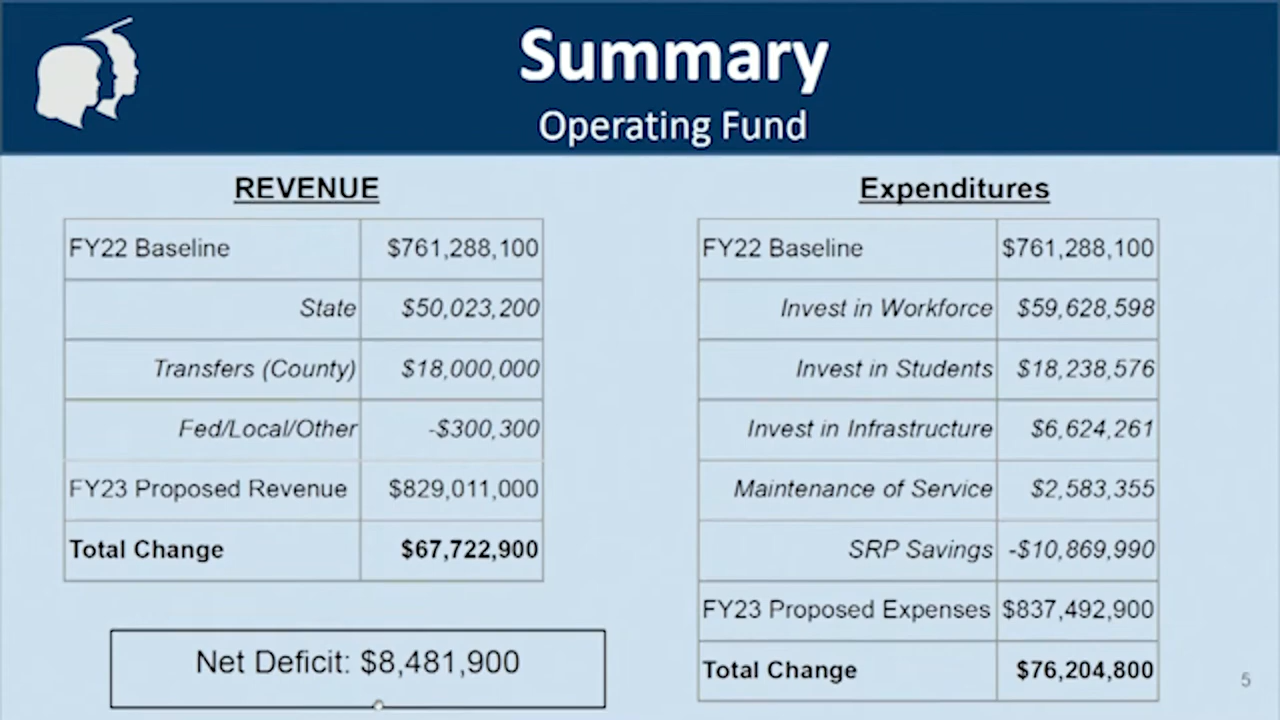 Summary
Operating Fund
REVENUE
FY22 Baseline $761,288,100
State $50,023,200
Transfers (County) $18,000,000
Fed/Local/Other -$300,300
FY23 Proposed Revenue $829,011,000
Total Change $67,722,900
Net Deficit: $8,481,900
Expenditures
FY22 Baseline $761,288,100
Invest in Workforce $59,628,598
Invest in Students $18,238,576
Invest in Infrastructure $6,624,261
Maintenance of Service $2,583,355
SRP Savings -$10,869,990
FY23 Proposed Expenses $837,492,900
Total Change $76,204,800
5